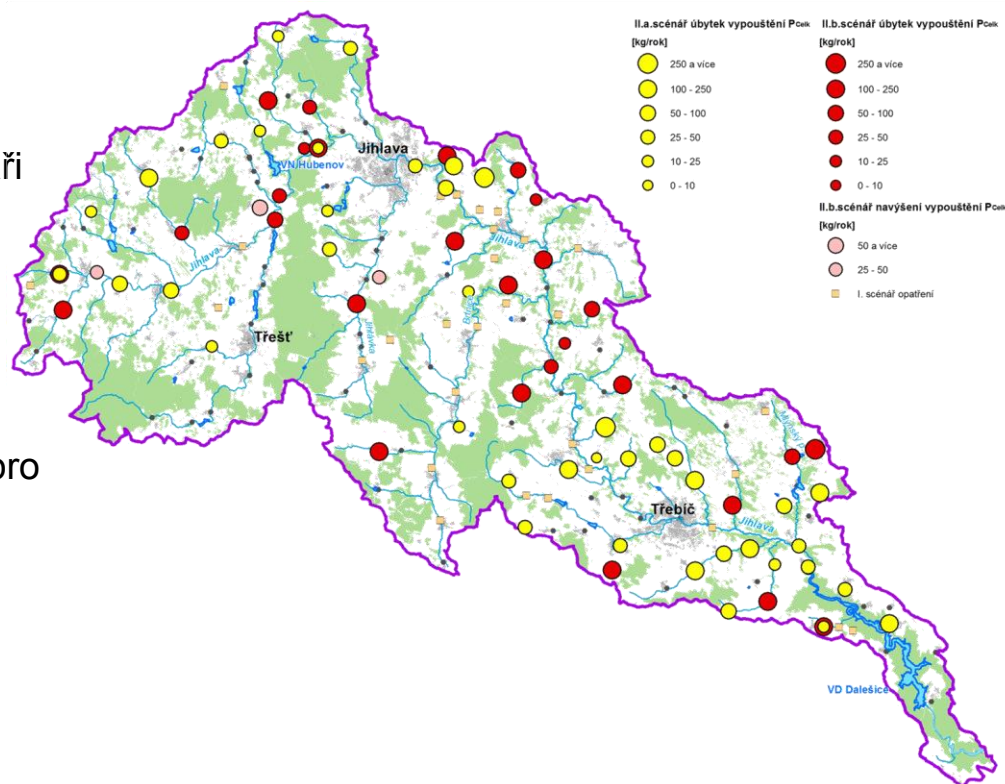 ři
pro
II.a.scénář úbytek vypouštění PCelk
[kg/rok]
250 a více
100 - 250
50 - 100
25 - 50
10 - 25
0 - 10
II.b.scénář úbytek vypouštění PCelk
[kg/rok]
250 a více
100 - 250
50 - 100
25 - 50
10 - 25
0 - 10
II.b.scénář navýšení vypouštění PCelk
[kg/rok]
50 a více
25 - 50
I. scénář opatření
Jihlava
VN Hubenov
Jihlava
Jihlava
Třešť
Jihlávka
Třebíč
Jihlava
VD Dalešice